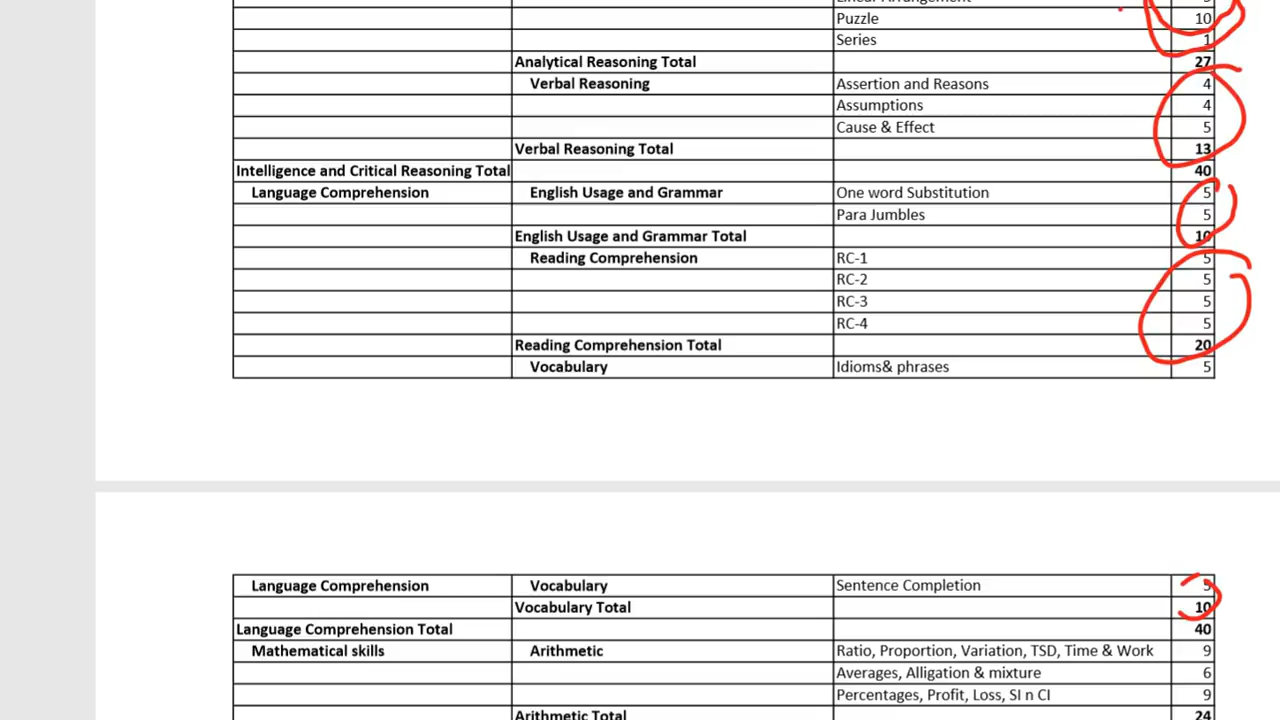 Linear Arrangement
Puzzle 10
Series 1
Analytical Reasoning Total 27
Verbal Reasoning Assertion and Reasons 4
Assumptions 4
Cause & Effect 5
Verbal Reasoning Total 13
Intelligence and Critical Reasoning Total 40
Language Comprehension English Usage and Grammar One word Substitution 5
Para Jumbles 5
English Usage and Grammar Total 10
Reading Comprehension RC-1 5
RC-2 5
RC-3 5
RC-4 5
Reading Comprehension Total 20
Vocabulary Idioms& phrases 5
Language Comprehension Vocabulary Sentence Completion 5
Vocabulary Total 10
Language Comprehension Total 40
Mathematical skills Arithmetic Ratio, Proportion, Variation, TSD, Time & Work 9
Averages, Alligation & mixture 6
Percentages, Profit, Loss, SI n CI 9
Arithmetic Total 24